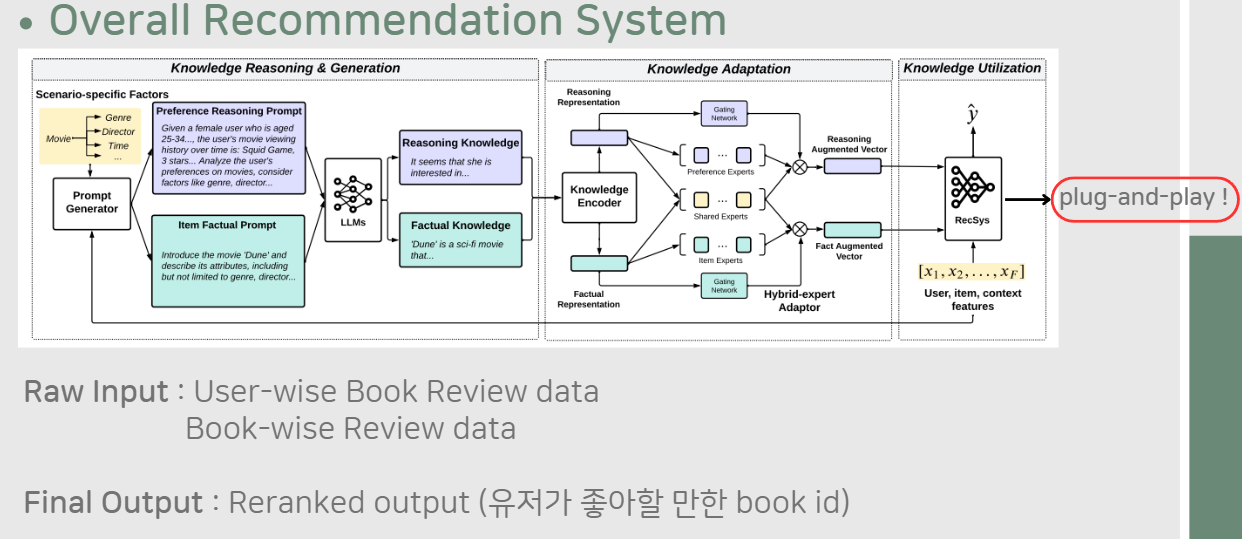 • Overall Recommendation System
Knowledge Reasoning & Generation
Knowledge Adaptation
Knowledge Utilization
Scenario-specific Factors
Movie
Genre
Director
Time
...
Prompt
Generator
Preference Reasoning Prompt
Given a female user who is aged
25-34..., the user's movie viewing
history over time is: Squid Game,
3 stars... Analyze the user's
preferences on movies, consider
factors like genre, director...
Item Factual Prompt
Introduce the movie 'Dune' and
describe its attributes, including
but not limited to genre, director...
LLMs
Reasoning Knowledge
It seems that she is
interested in...
Factual Knowledge
'Dune' is a sci-fi movie
that...
Knowledge
Encoder
Reasoning
Representation
Factual
Representation
Gating
Network
...
Preference Experts
...
Shared Experts
...
Item Experts
Gating
Network
Hybrid-expert
Adaptor
Reasoning
Augmented Vector
Fact Augmented
Vector
ŷ
RecSys
[x₁, x₂, . . . , x_F]
User, item, context
features
plug-and-play !
Raw Input : User-wise Book Review data
Book-wise Review data
Final Output : Reranked output (유저가 좋아할 만한 book id)